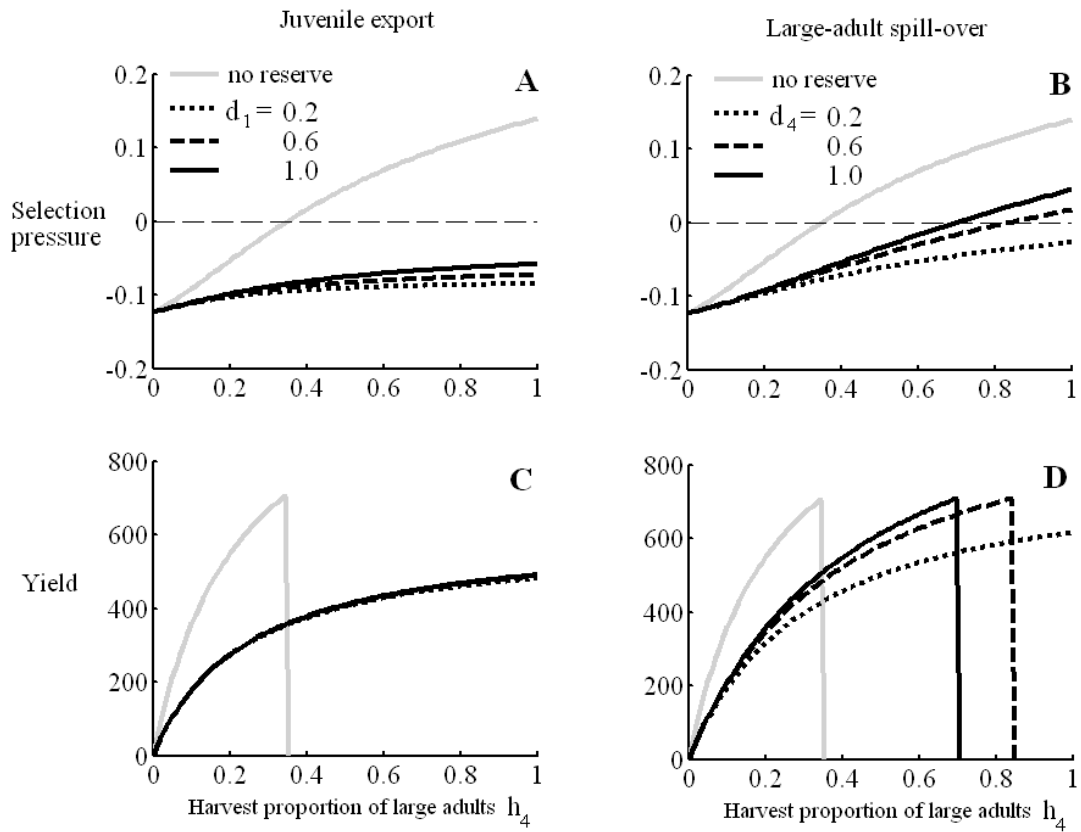 Juvenile export
Large-adult spill-over
A
0.2
0.1
0
-0.1
-0.2
no reserve
d1= 0.2
0.6
1.0
Selection
pressure
0 0.2 0.4 0.6 0.8 1
B
0.2
0.1
0
-0.1
-0.2
no reserve
d4= 0.2
0.6
1.0
0 0.2 0.4 0.6 0.8 1
C
800
600
400
200
0
Yield
0 0.2 0.4 0.6 0.8 1
Harvest proportion of large adults h4
D
800
600
400
200
0
0 0.2 0.4 0.6 0.8 1
Harvest proportion of large adults h4